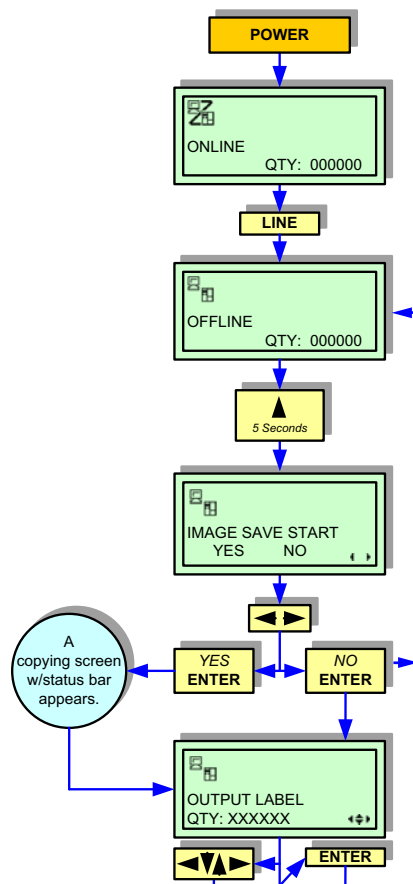 POWER
ONLINE
QTY: 000000
LINE
OFFLINE
QTY: 000000
5 Seconds
IMAGE SAVE START
YES NO
A
copying screen
w/status bar
appears.
YES
ENTER
NO
ENTER
OUTPUT LABEL
QTY: XXXXXX
ENTER